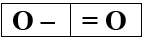 O – = O